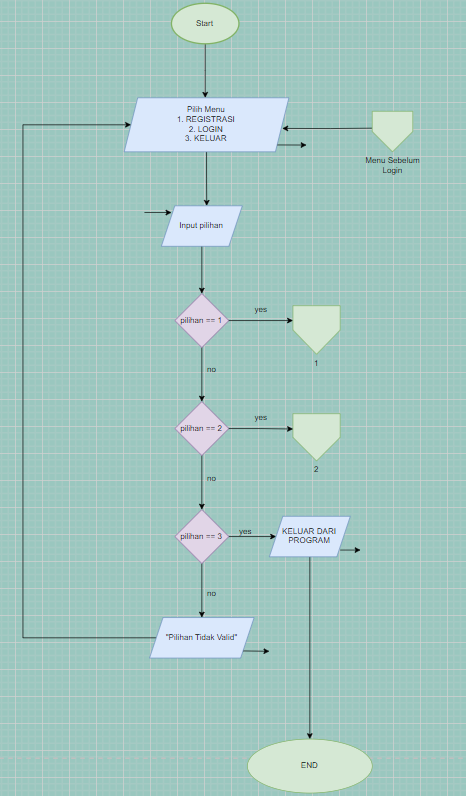 Start
Pilih Menu
1. REGISTRASI
2. LOGIN
3. KELUAR
Menu Sebelum
Login
Input pilihan
pilihan == 1
yes
1
no
pilihan == 2
yes
2
no
pilihan == 3
yes
KELUAR DARI
PROGRAM
no
"Pilihan Tidak Valid"
END